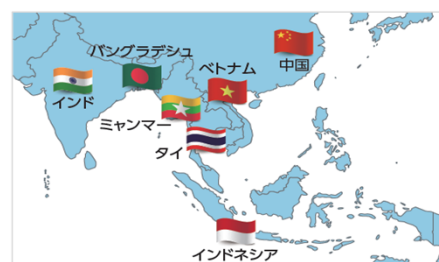 バングラデシュ
中国
ベトナム
インド
ミャンマー
タイ
インドネシア